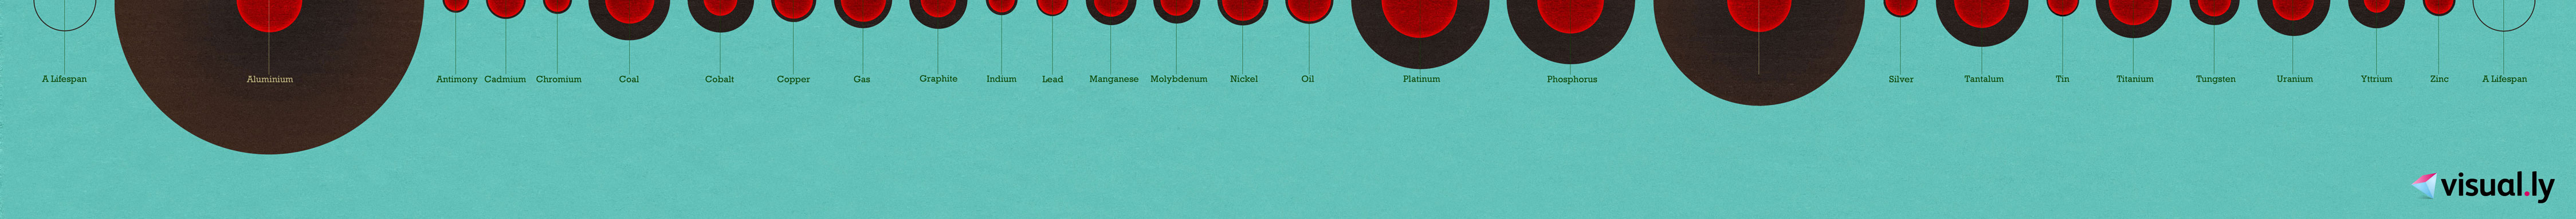 A Lifespan Aluminium Antimony Cadmium Chromium Coal Cobalt Copper Gas Graphite Indium Lead Manganese Molybdenum Nickel Oil Platinum Phosphorus Silver Tantalum Tin Titanium Tungsten Uranium Yttrium Zinc A Lifespan
visual.ly